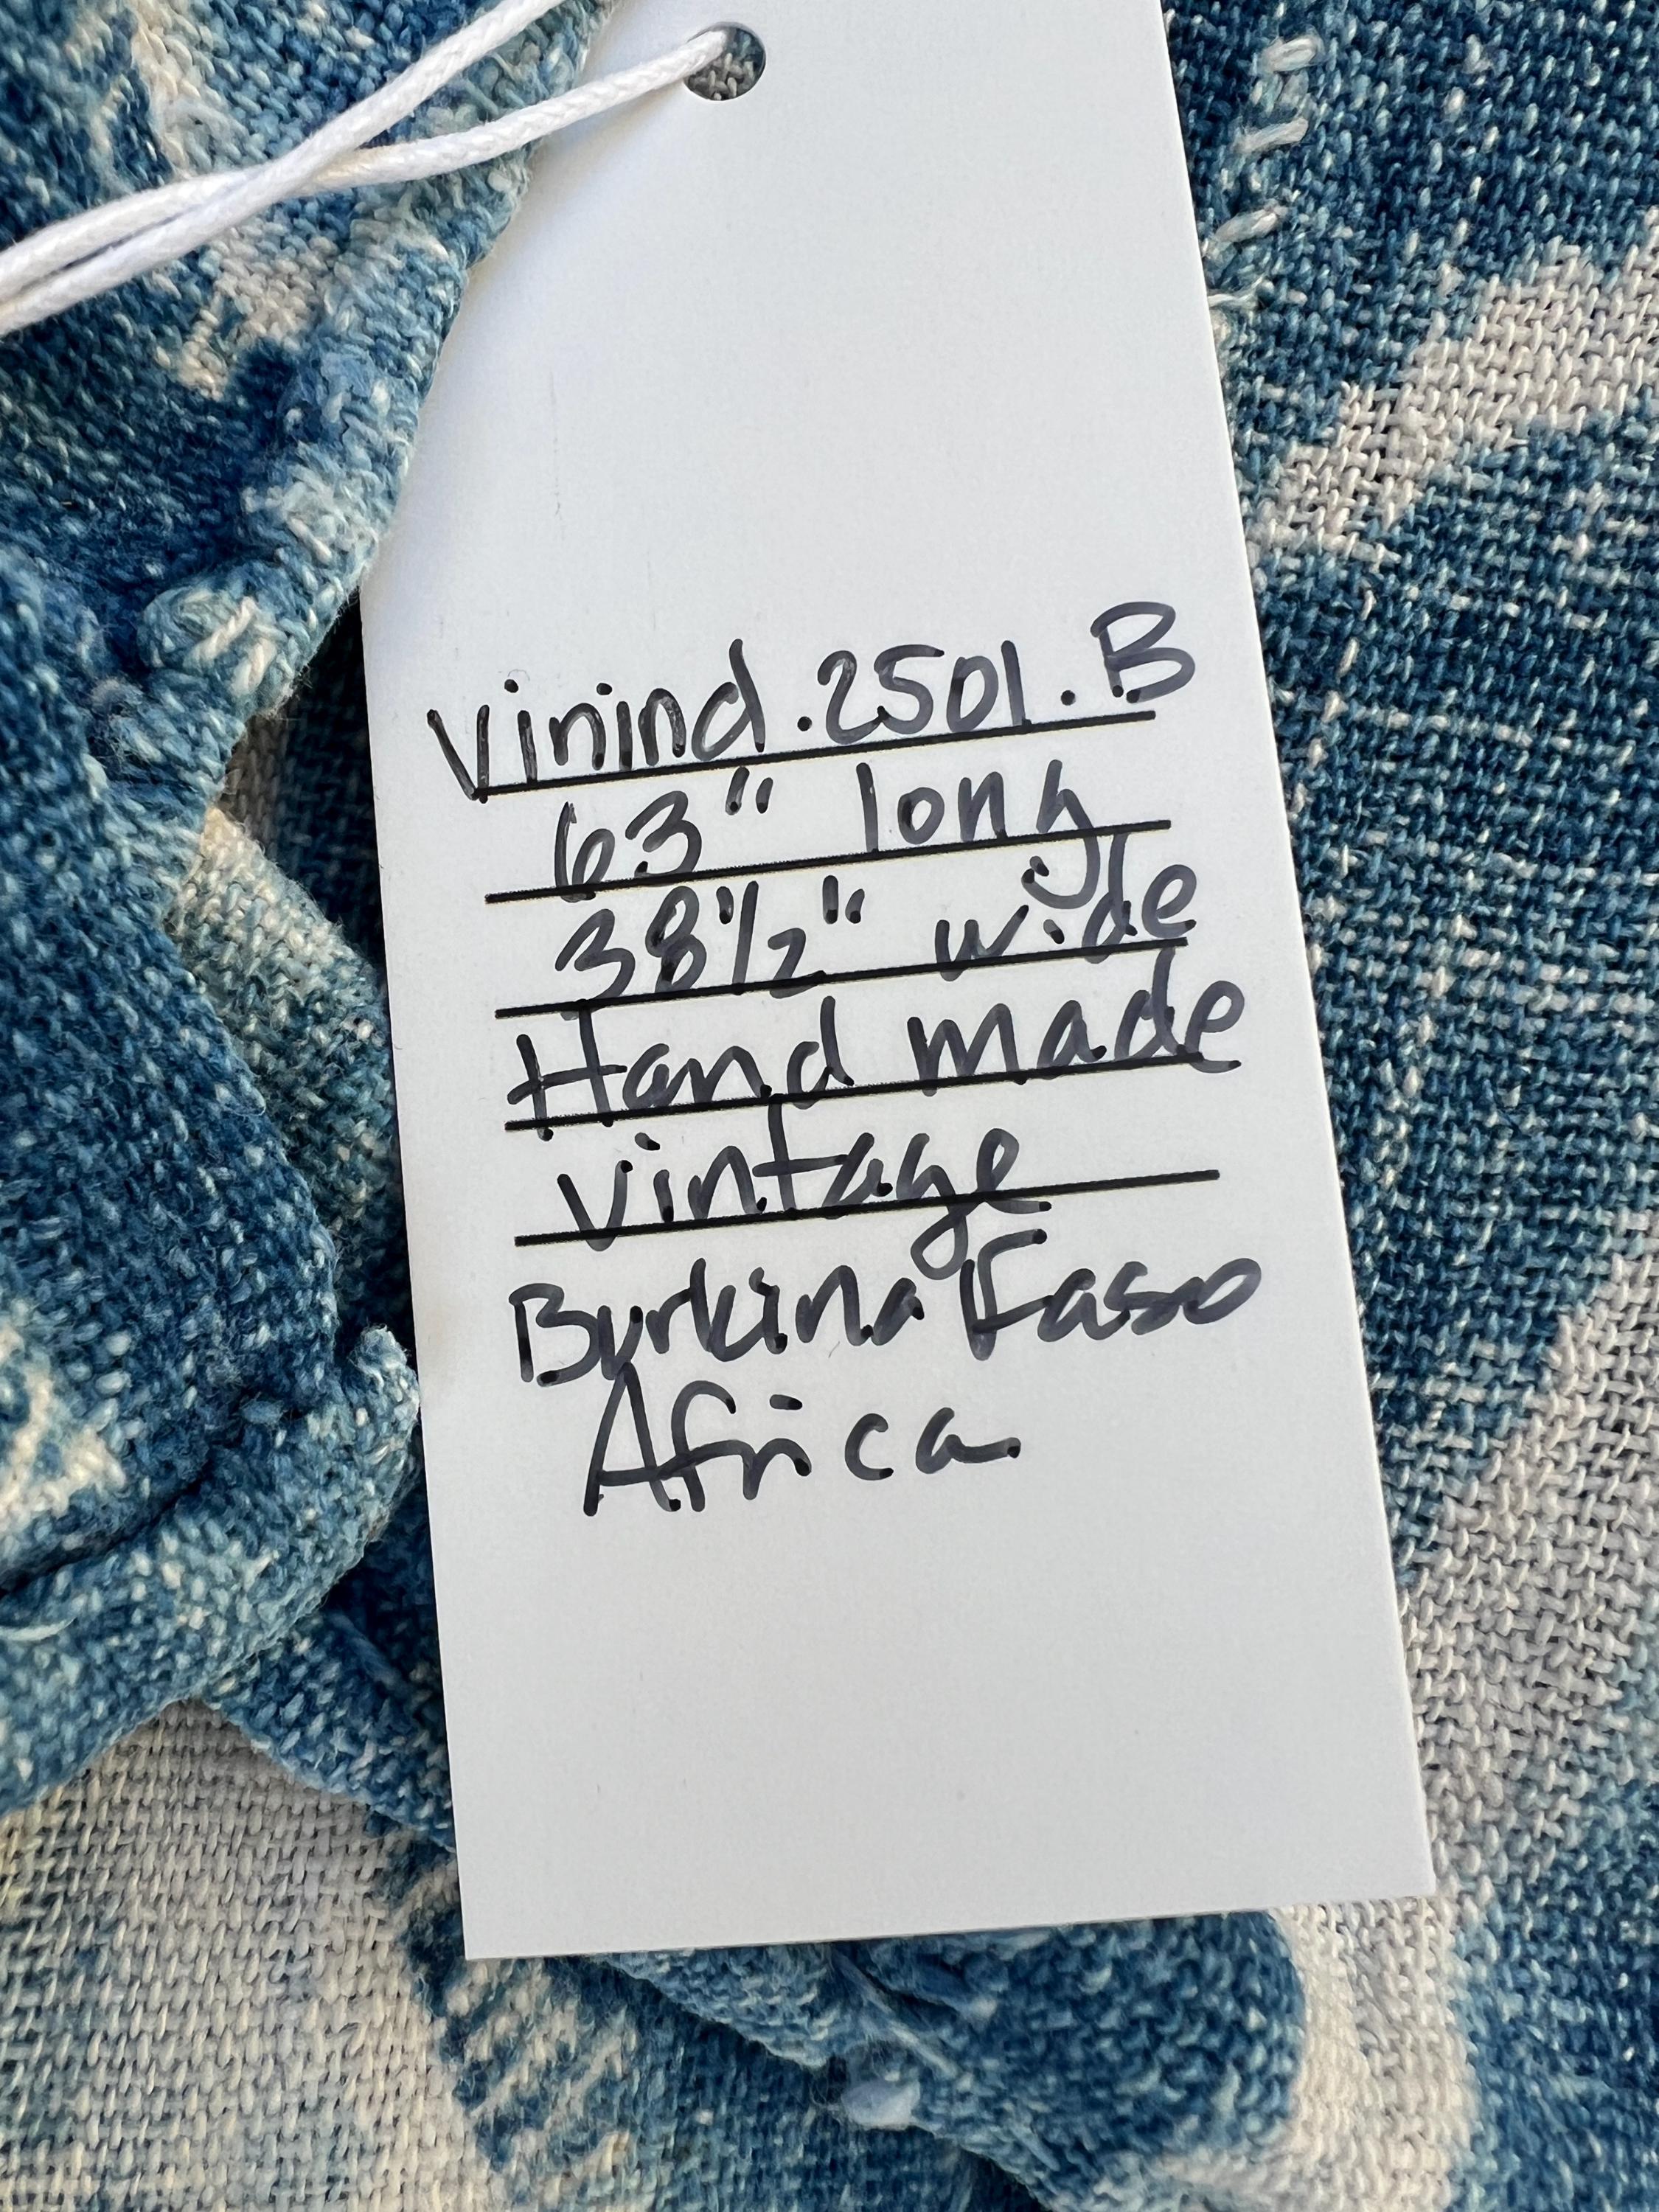 Vinind.2501.B
63" long
38½" wide
Hand made
vintage
Burkina Faso
Africa